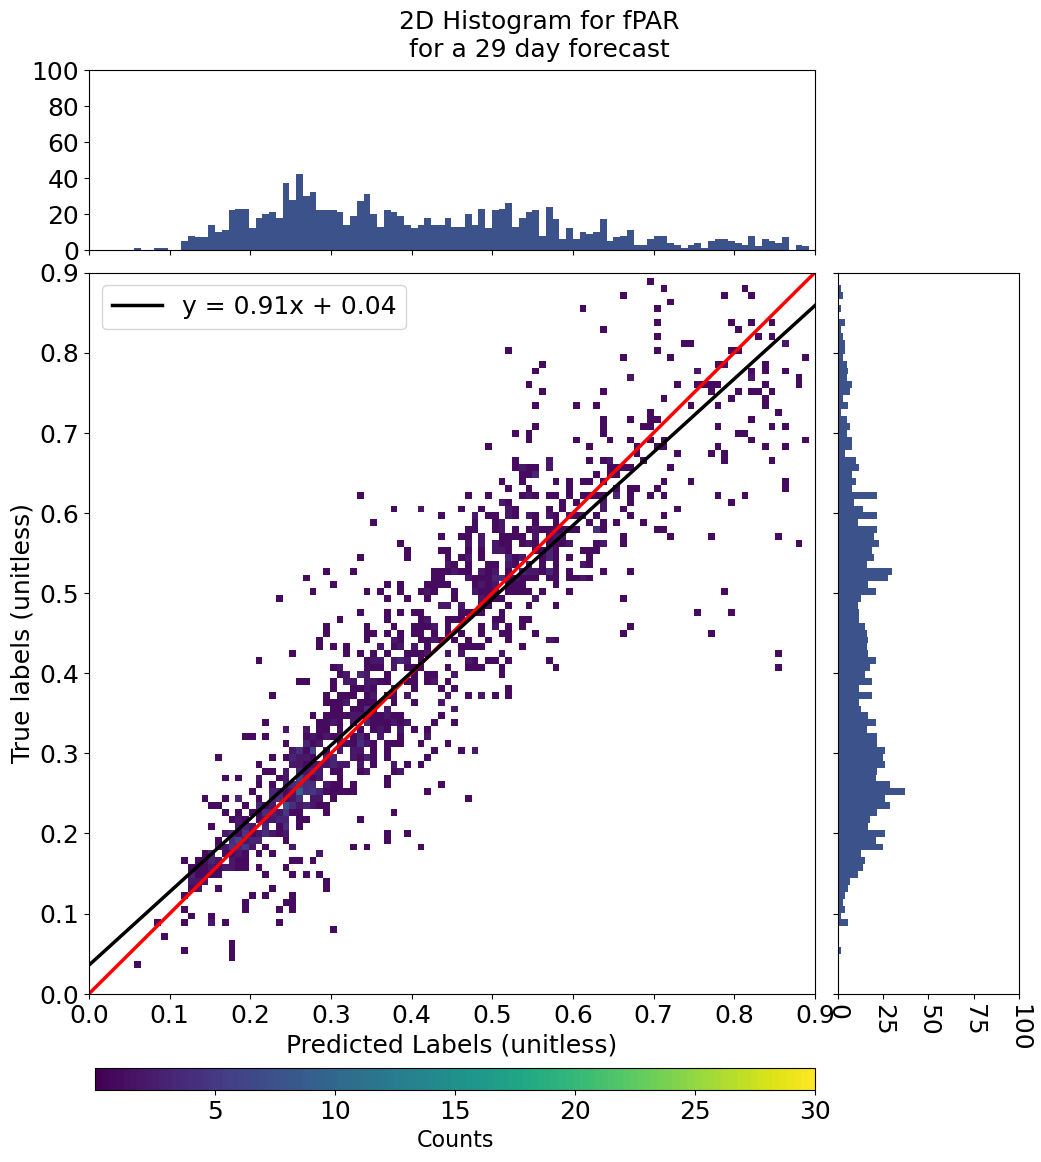 2D Histogram for fPAR
for a 29 day forecast
100
80
60
40
20
0
0.9
0.8
0.7
0.6
0.5
0.4
0.3
0.2
0.1
0.0
y = 0.91x + 0.04
True labels (unitless)
0.0 0.1 0.2 0.3 0.4 0.5 0.6 0.7 0.8 0.9
Predicted Labels (unitless)
0 25 50 75 100
5 10 15 20 25 30
Counts